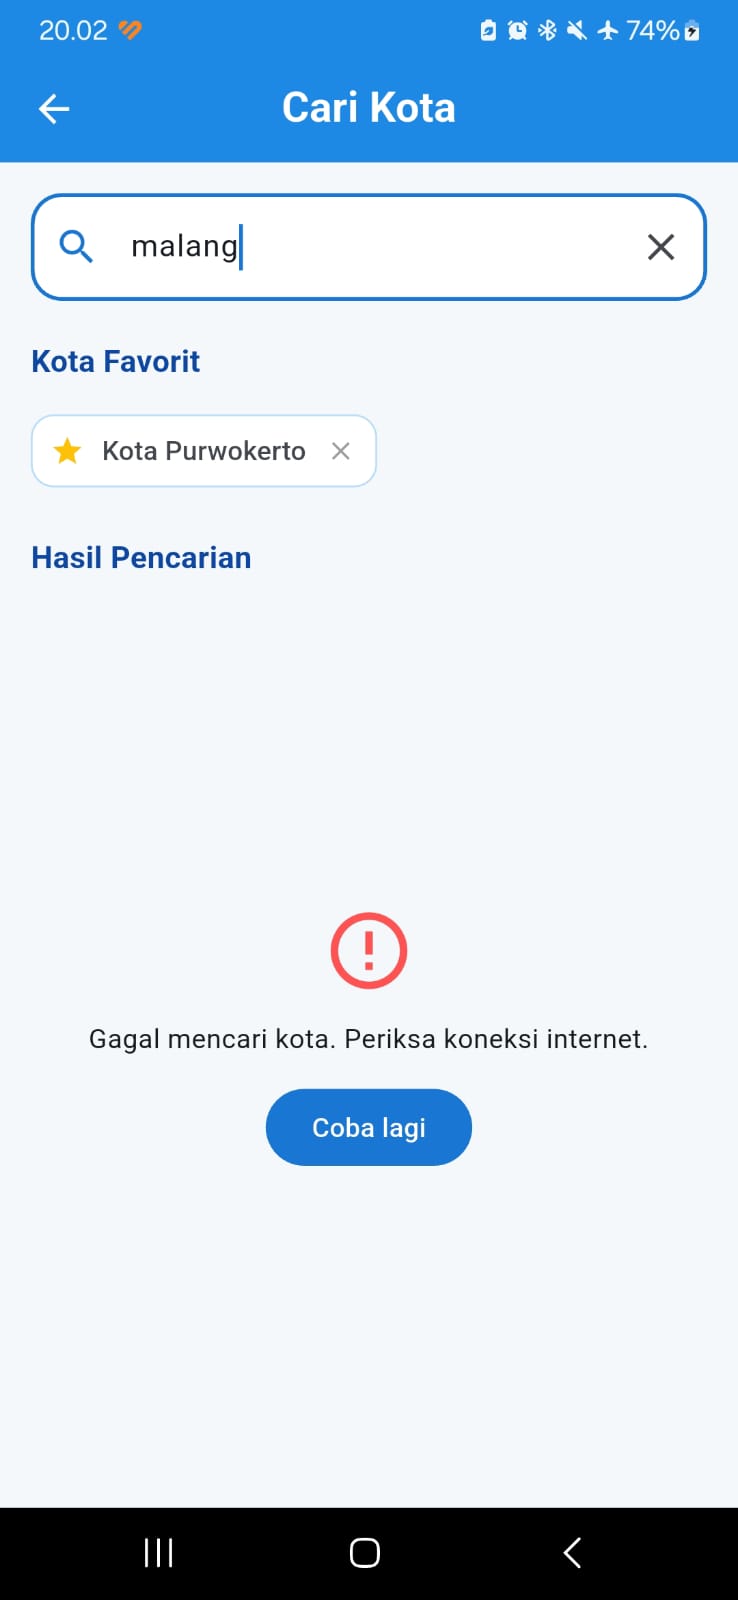 20.02
74%
Cari Kota
malang
Kota Favorit
Kota Purwokerto
Hasil Pencarian
Gagal mencari kota. Periksa koneksi internet.
Coba lagi